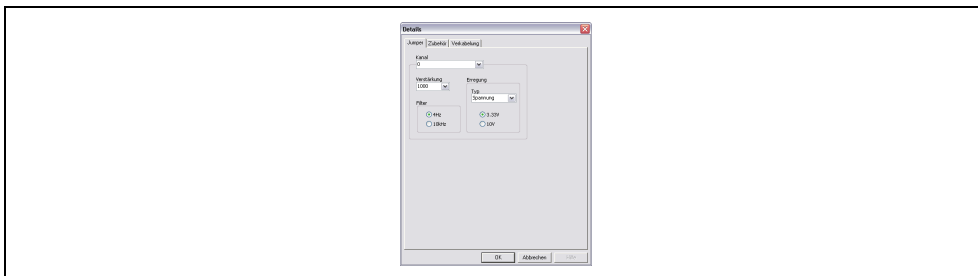 Details
Jumper Zubehör Verkabelung
Kanal
0
Verstärkung
1000
Erregung
Typ
Spannung
Filter
4Hz
10kHz
3.33V
10V
OK Abbrechen Hilfe